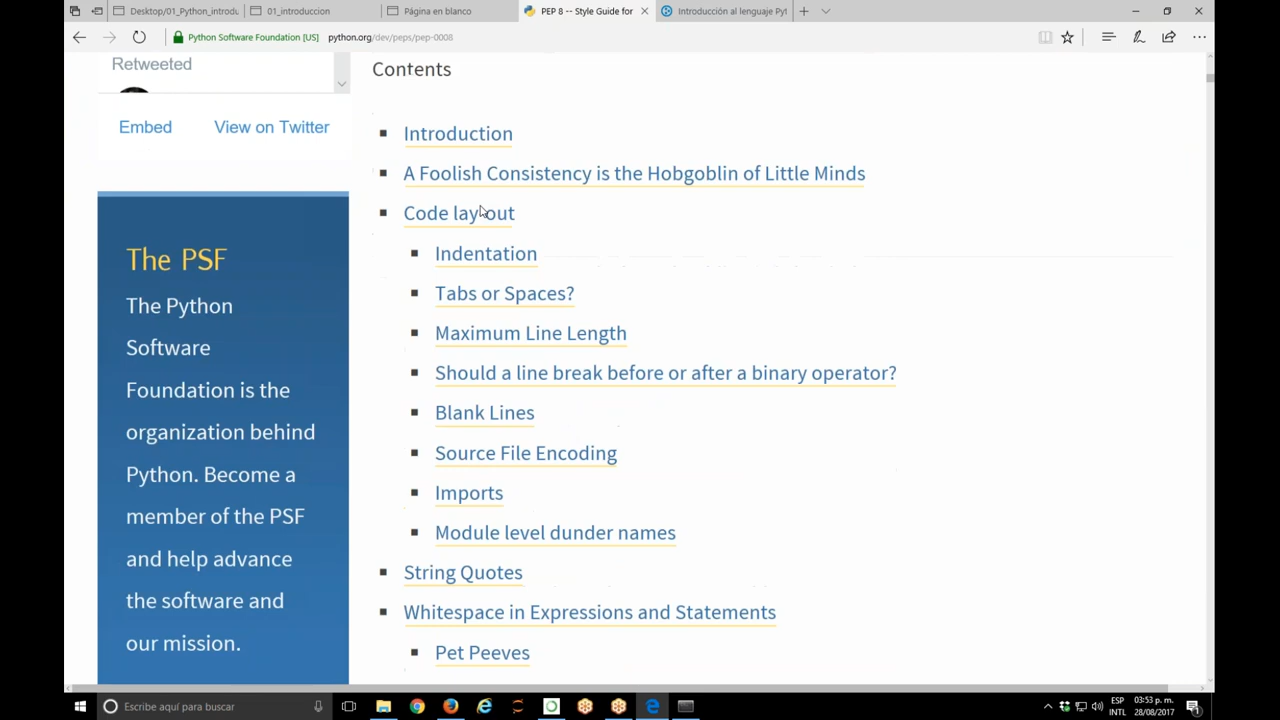 Desktop/01_Python_introdu
01_introduccion
Página en blanco
PEP 8 -- Style Guide for
Introducción al lenguaje Pyt
Python Software Foundation [US]
python.org/dev/peps/pep-0008
Retweeted
Embed
View on Twitter
The PSF
The Python
Software
Foundation is the
organization behind
Python. Become a
member of the PSF
and help advance
the software and
our mission.
Contents
Introduction
A Foolish Consistency is the Hobgoblin of Little Minds
Code lay-out
Indentation
Tabs or Spaces?
Maximum Line Length
Should a line break before or after a binary operator?
Blank Lines
Source File Encoding
Imports
Module level dunder names
String Quotes
Whitespace in Expressions and Statements
Pet Peeves
Escribe aquí para buscar
ESP
INTL
03:53 p. m.
28/08/2017
1